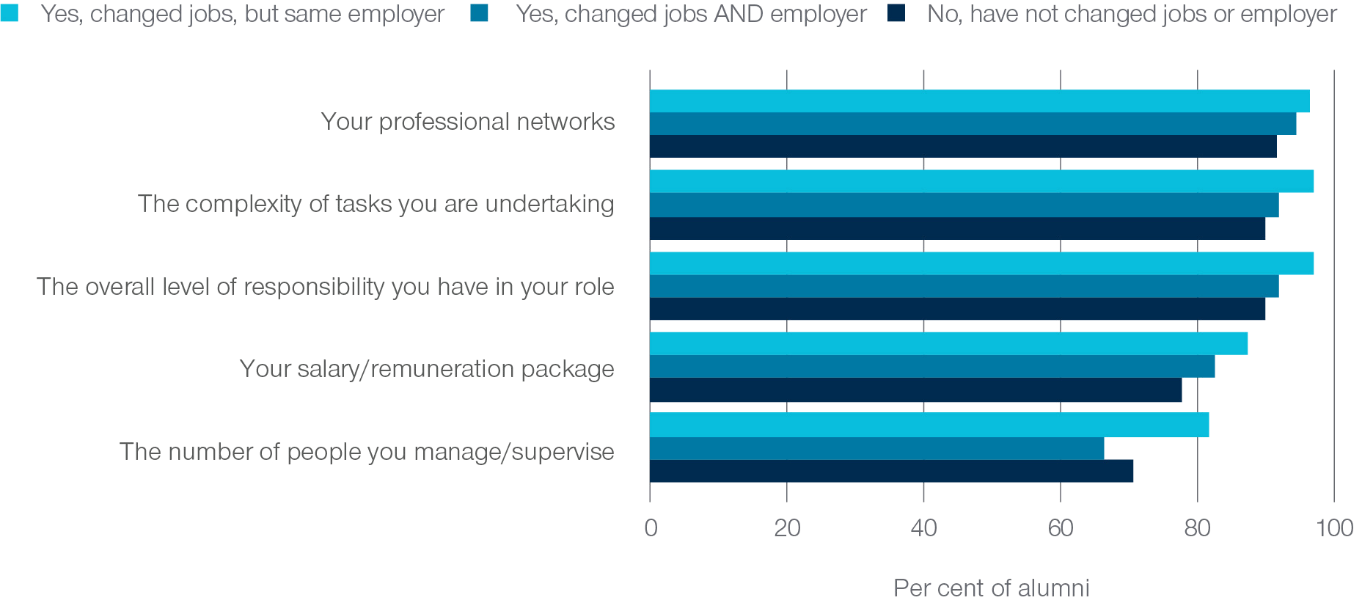 Yes, changed jobs, but same employer Yes, changed jobs AND employer No, have not changed jobs or employer
Your professional networks
The complexity of tasks you are undertaking
The overall level of responsibility you have in your role
Your salary/remuneration package
The number of people you manage/supervise
0 20 40 60 80 100
Per cent of alumni